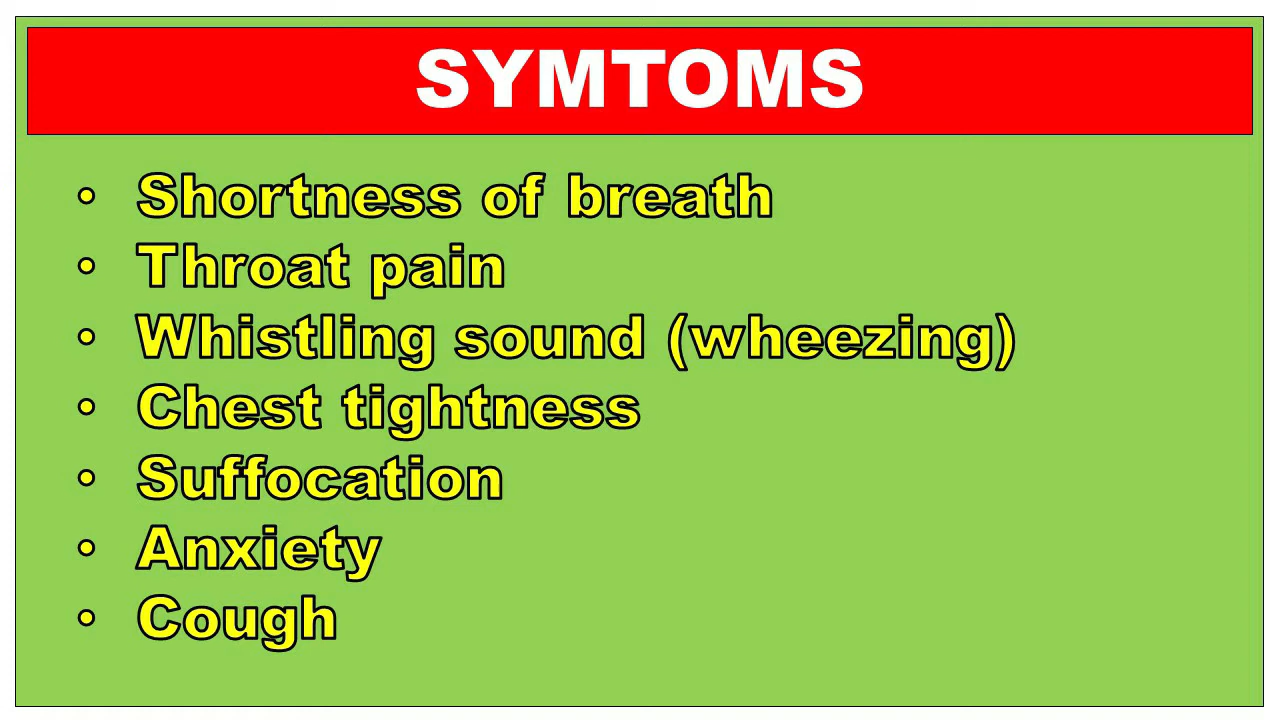 SYMTOMS
• Shortness of breath
• Throat pain
• Whistling sound (wheezing)
• Chest tightness
• Suffocation
• Anxiety
• Cough